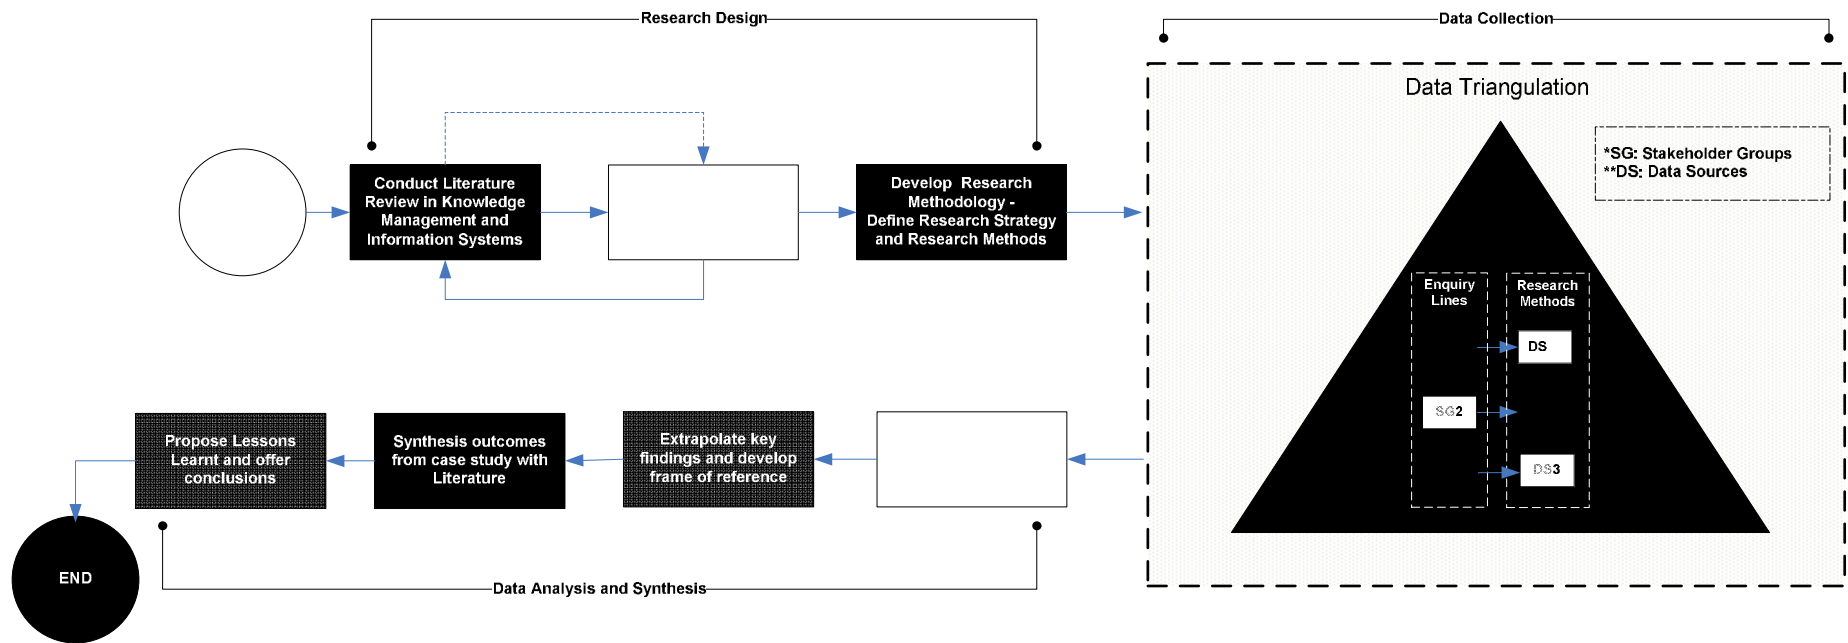 Research Design
Data Collection
Data Triangulation
*SG: Stakeholder Groups
**DS: Data Sources
Conduct Literature
Review in Knowledge
Management and
Information Systems
Develop Research
Methodology -
Define Research Strategy
and Research Methods
Enquiry
Lines
Research
Methods
DS
SG2
DS3
Propose Lessons
Learnt and offer
conclusions
Synthesis outcomes
from case study with
Literature
Extrapolate key
findings and develop
frame of reference
END
Data Analysis and Synthesis